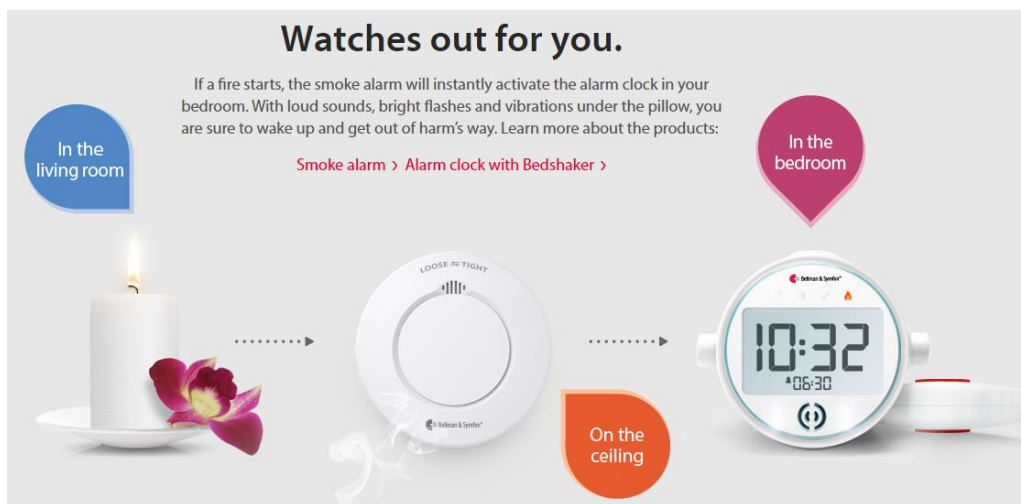 Watches out for you.
If a fire starts, the smoke alarm will instantly activate the alarm clock in your
bedroom. With loud sounds, bright flashes and vibrations under the pillow, you
are sure to wake up and get out of harm's way. Learn more about the products:
Smoke alarm › Alarm clock with Bedshaker ›
In the
living room
In the
bedroom
LOOSE ⇋ TIGHT
Bellman & Symfon®
On the
ceiling
Bellman & Symfon®
10:32
06:30